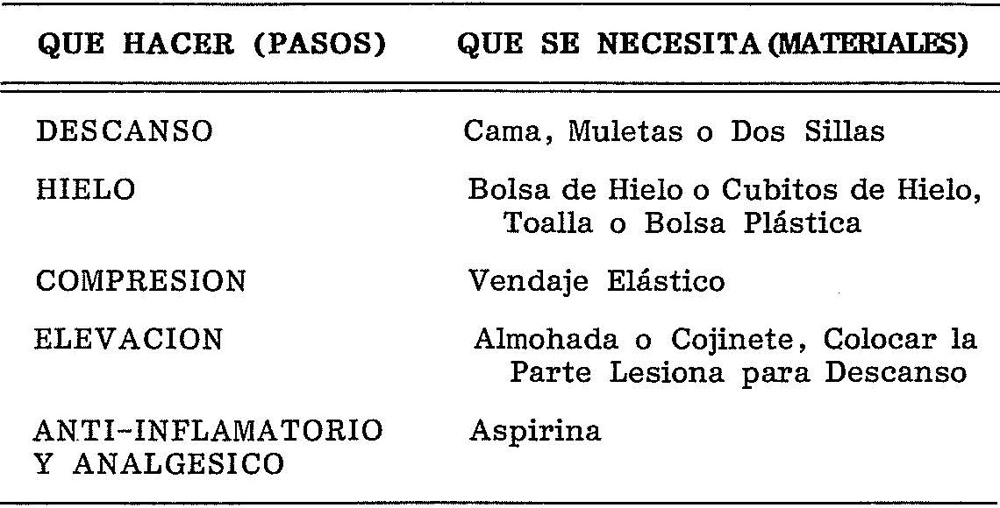 QUE HACER (PASOS) QUE SE NECESITA (MATERIALES)
DESCANSO Cama, Muletas o Dos Sillas
HIELO Bolsa de Hielo o Cubitos de Hielo,
Toalla o Bolsa Plástica
COMPRESION Vendaje Elástico
ELEVACION Almohada o Cojinete, Colocar la
Parte Lesiona para Descanso
ANTI-INFLAMATORIO Aspirina
Y ANALGESICO